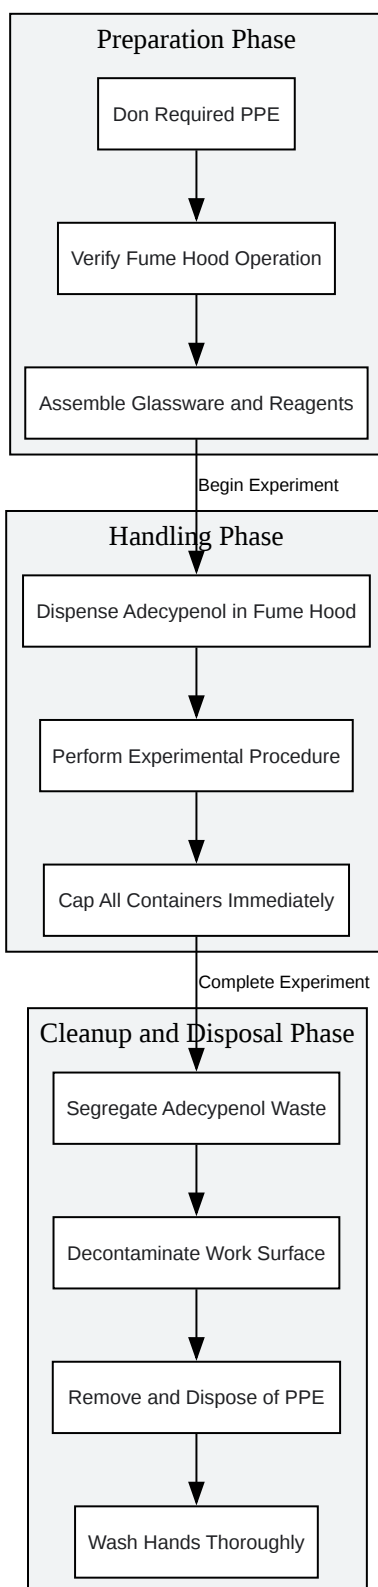 Preparation Phase
Don Required PPE
Verify Fume Hood Operation
Assemble Glassware and Reagents
Begin Experiment
Handling Phase
Dispense Adecypenol in Fume Hood
Perform Experimental Procedure
Cap All Containers Immediately
Complete Experiment
Cleanup and Disposal Phase
Segregate Adecypenol Waste
Decontaminate Work Surface
Remove and Dispose of PPE
Wash Hands Thoroughly